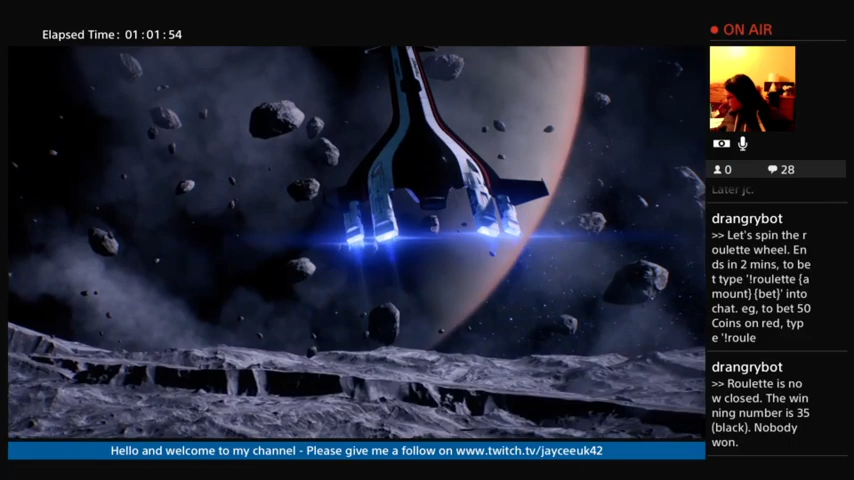 Elapsed Time: 01:01:54
ON AIR
0
28
Later jc.
drangrybot
>> Let's spin the r
oulette wheel. En
ds in 2 mins, to be
t type '!roulette {a
mount} {bet}' into
chat. eg, to bet 50
Coins on red, typ
e '!roule
drangrybot
>> Roulette is no
w closed. The win
ning number is 35
(black). Nobody
won.
Hello and welcome to my channel - Please give me a follow on www.twitch.tv/jayceeuk42